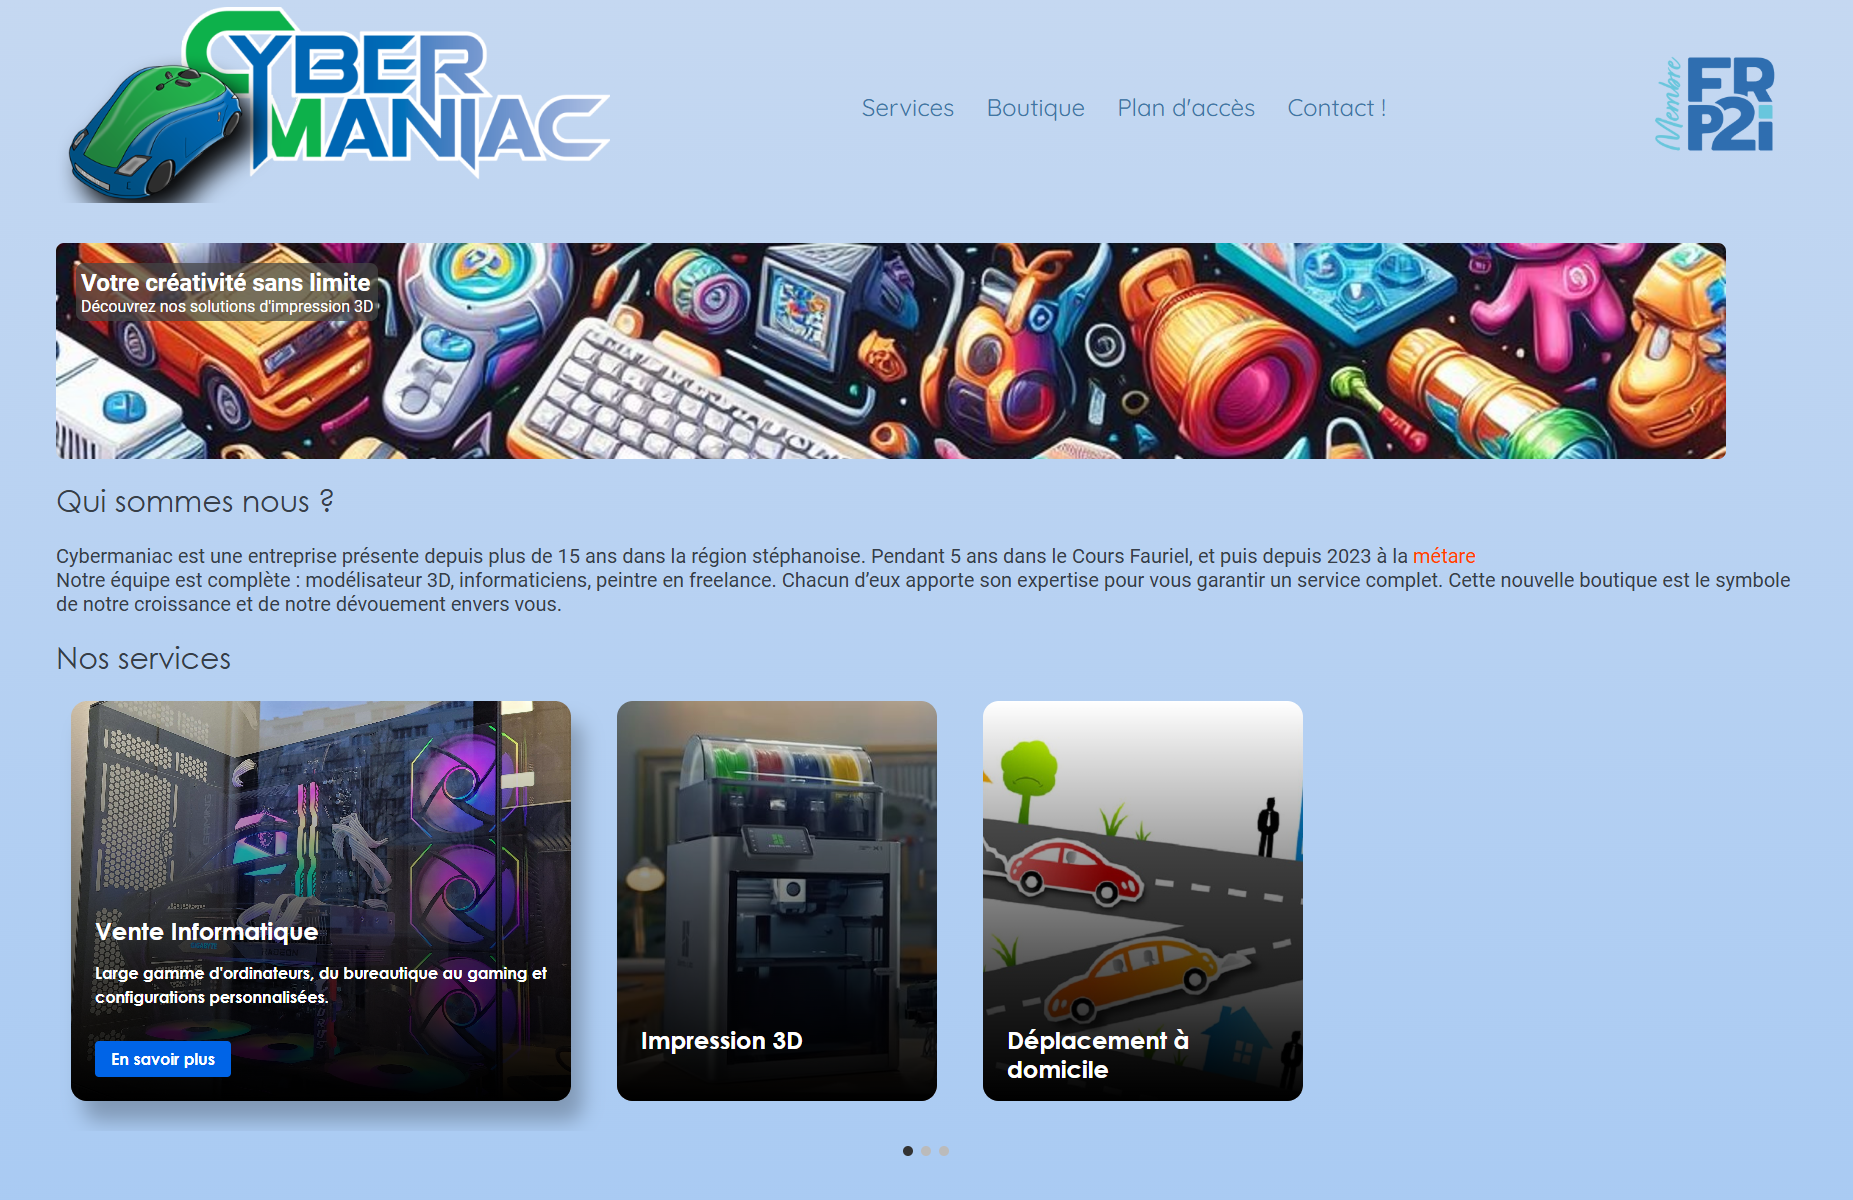 CYBER
MANIAC
Services
Boutique
Plan d'accès
Contact !
Membre
FR
P2i
Votre créativité sans limite
Découvrez nos solutions d'impression 3D
Qui sommes nous ?
Cybermaniac est une entreprise présente depuis plus de 15 ans dans la région stéphanoise. Pendant 5 ans dans le Cours Fauriel, et puis depuis 2023 à la métare
Notre équipe est complète : modélisateur 3D, informaticiens, peintre en freelance. Chacun d’eux apporte son expertise pour vous garantir un service complet. Cette nouvelle boutique est le symbole
de notre croissance et de notre dévouement envers vous.
Nos services
Vente Informatique
Large gamme d'ordinateurs, du bureautique au gaming et
configurations personnalisées.
En savoir plus
Impression 3D
Déplacement à
domicile